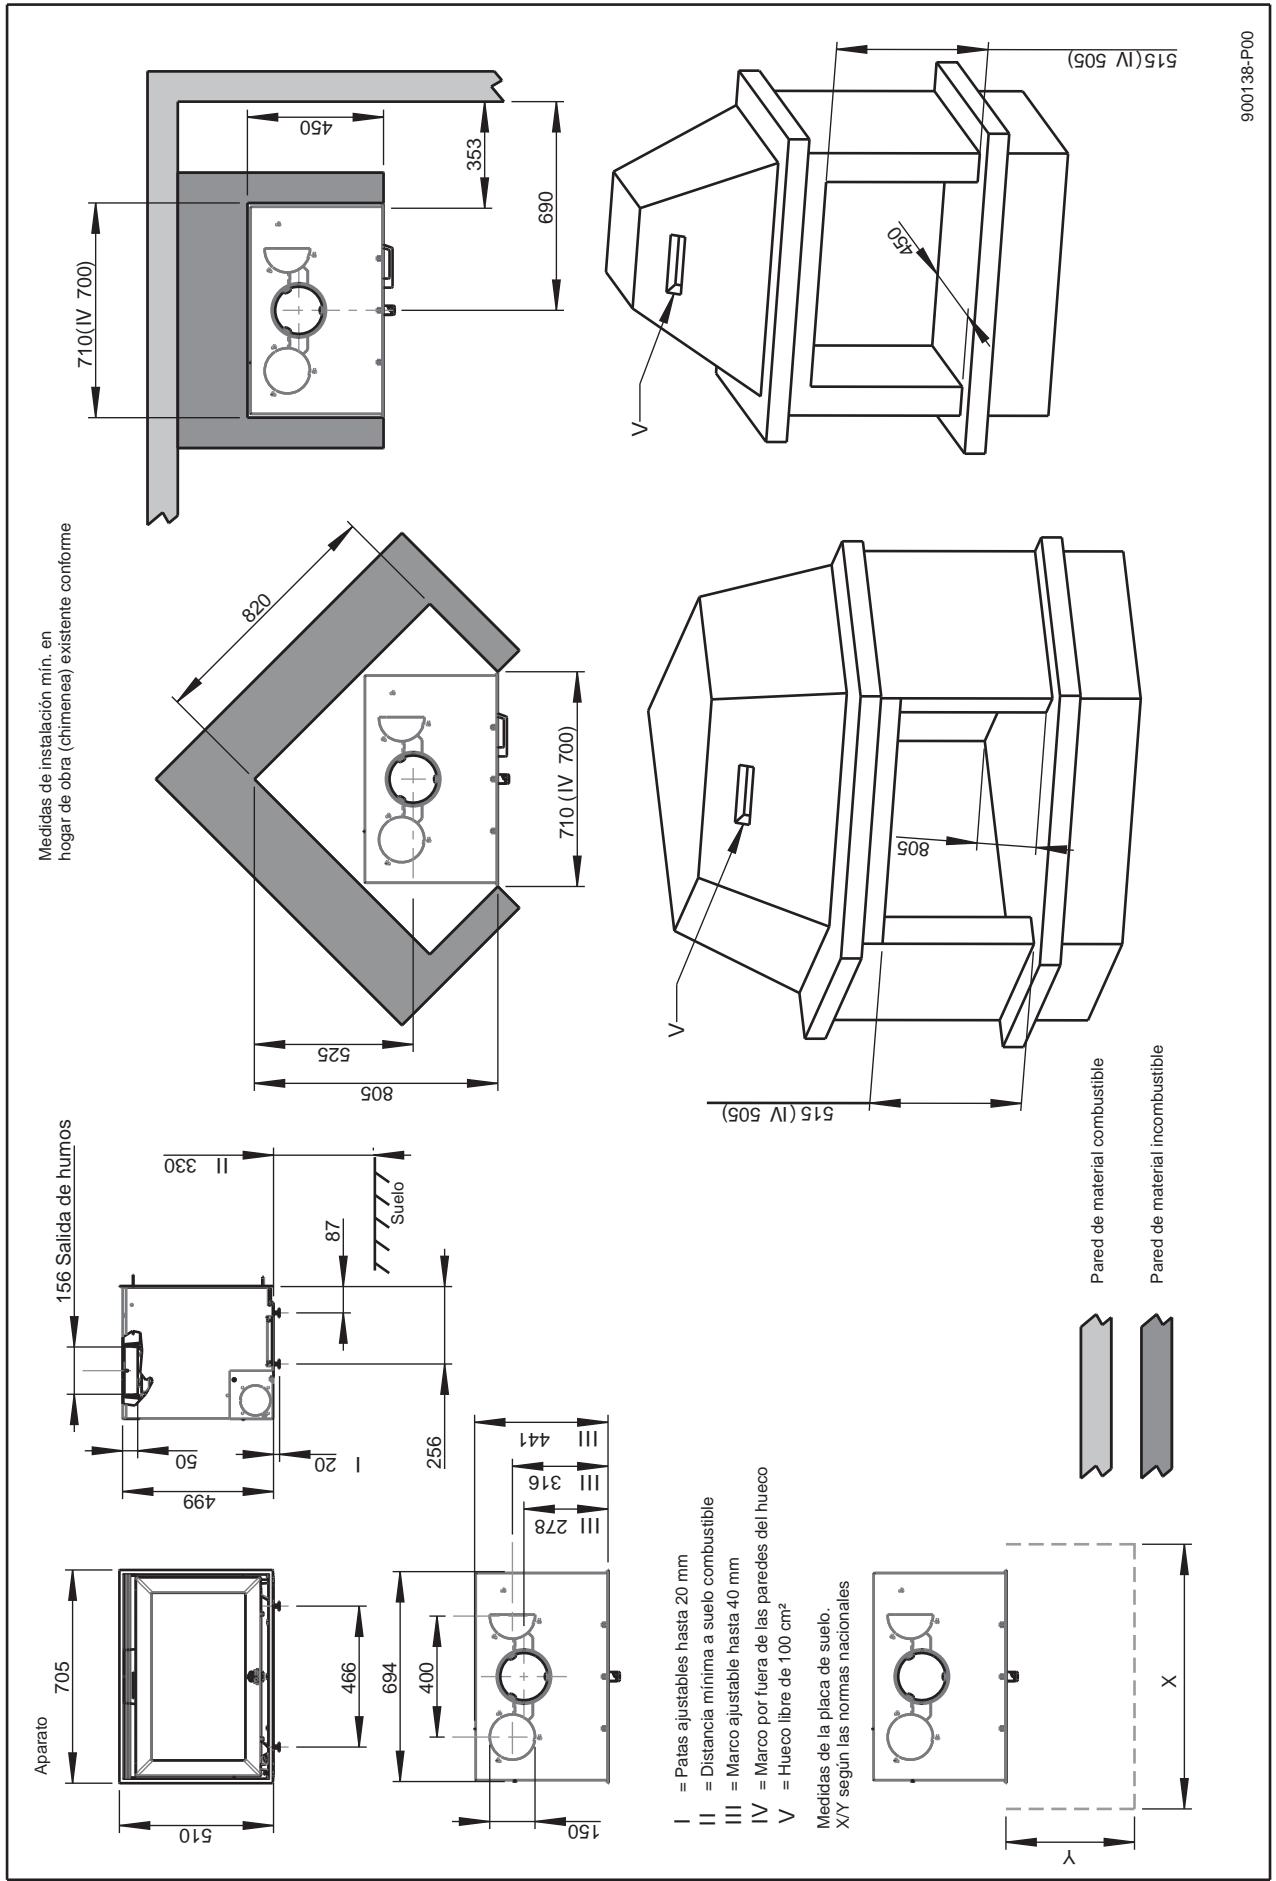 Aparato
705
510
466
499
50
20 I
156 Salida de humos
330 II
Suelo
87
256
694
400
150
278 III
316 III
441 III
I = Patas ajustables hasta 20 mm
II = Distancia mínima a suelo combustible
III = Marco ajustable hasta 40 mm
IV = Marco por fuera de las paredes del hueco
V = Hueco libre de 100 cm²
Medidas de la placa de suelo.
X/Y según las normas nacionales
X
Y
Medidas de instalación mín. en
hogar de obra (chimenea) existente conforme
820
525
805
710 (IV 700)
710(IV 700)
450
353
690
V
515 (IV 505)
805
V
450
515(IV 505)
Pared de material combustible
Pared de material incombustible
900138-P00